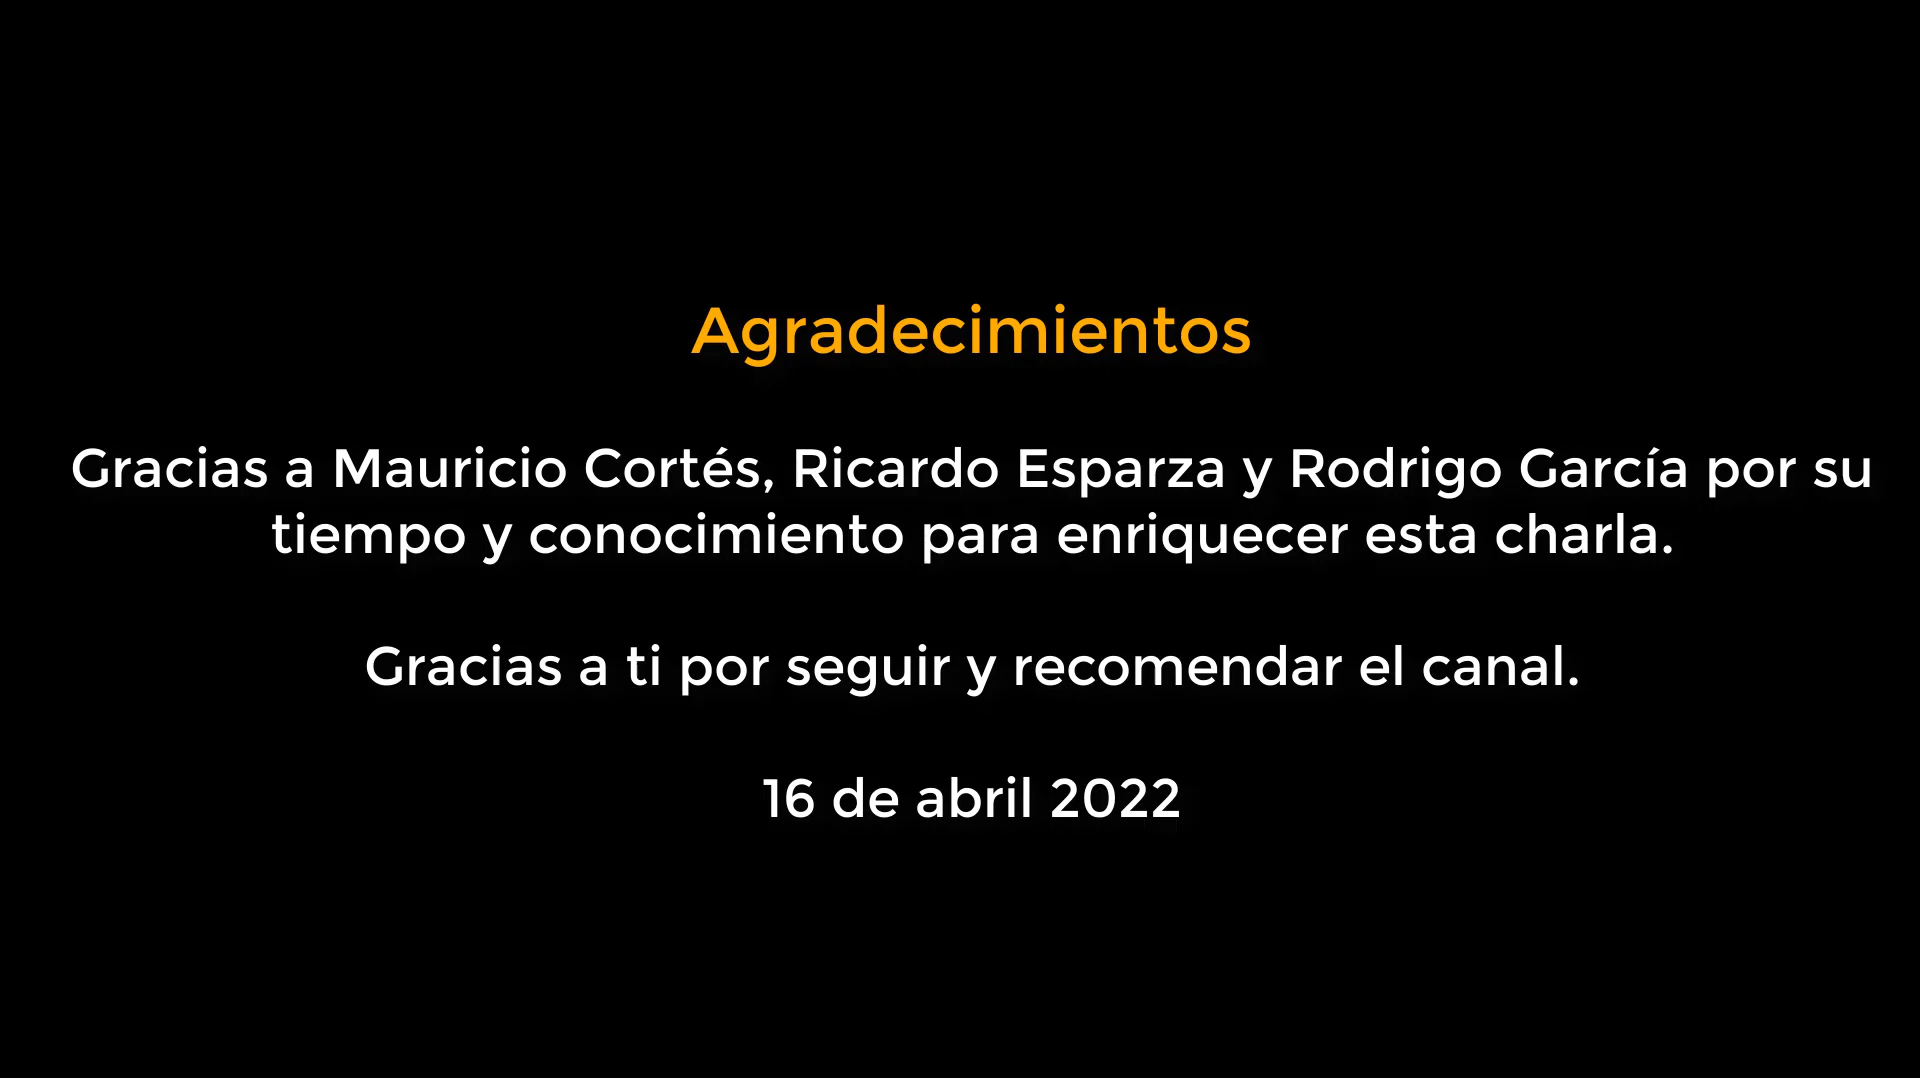 Agradecimientos
Gracias a Mauricio Cortés, Ricardo Esparza y Rodrigo García por su
tiempo y conocimiento para enriquecer esta charla.
Gracias a ti por seguir y recomendar el canal.
16 de abril 2022